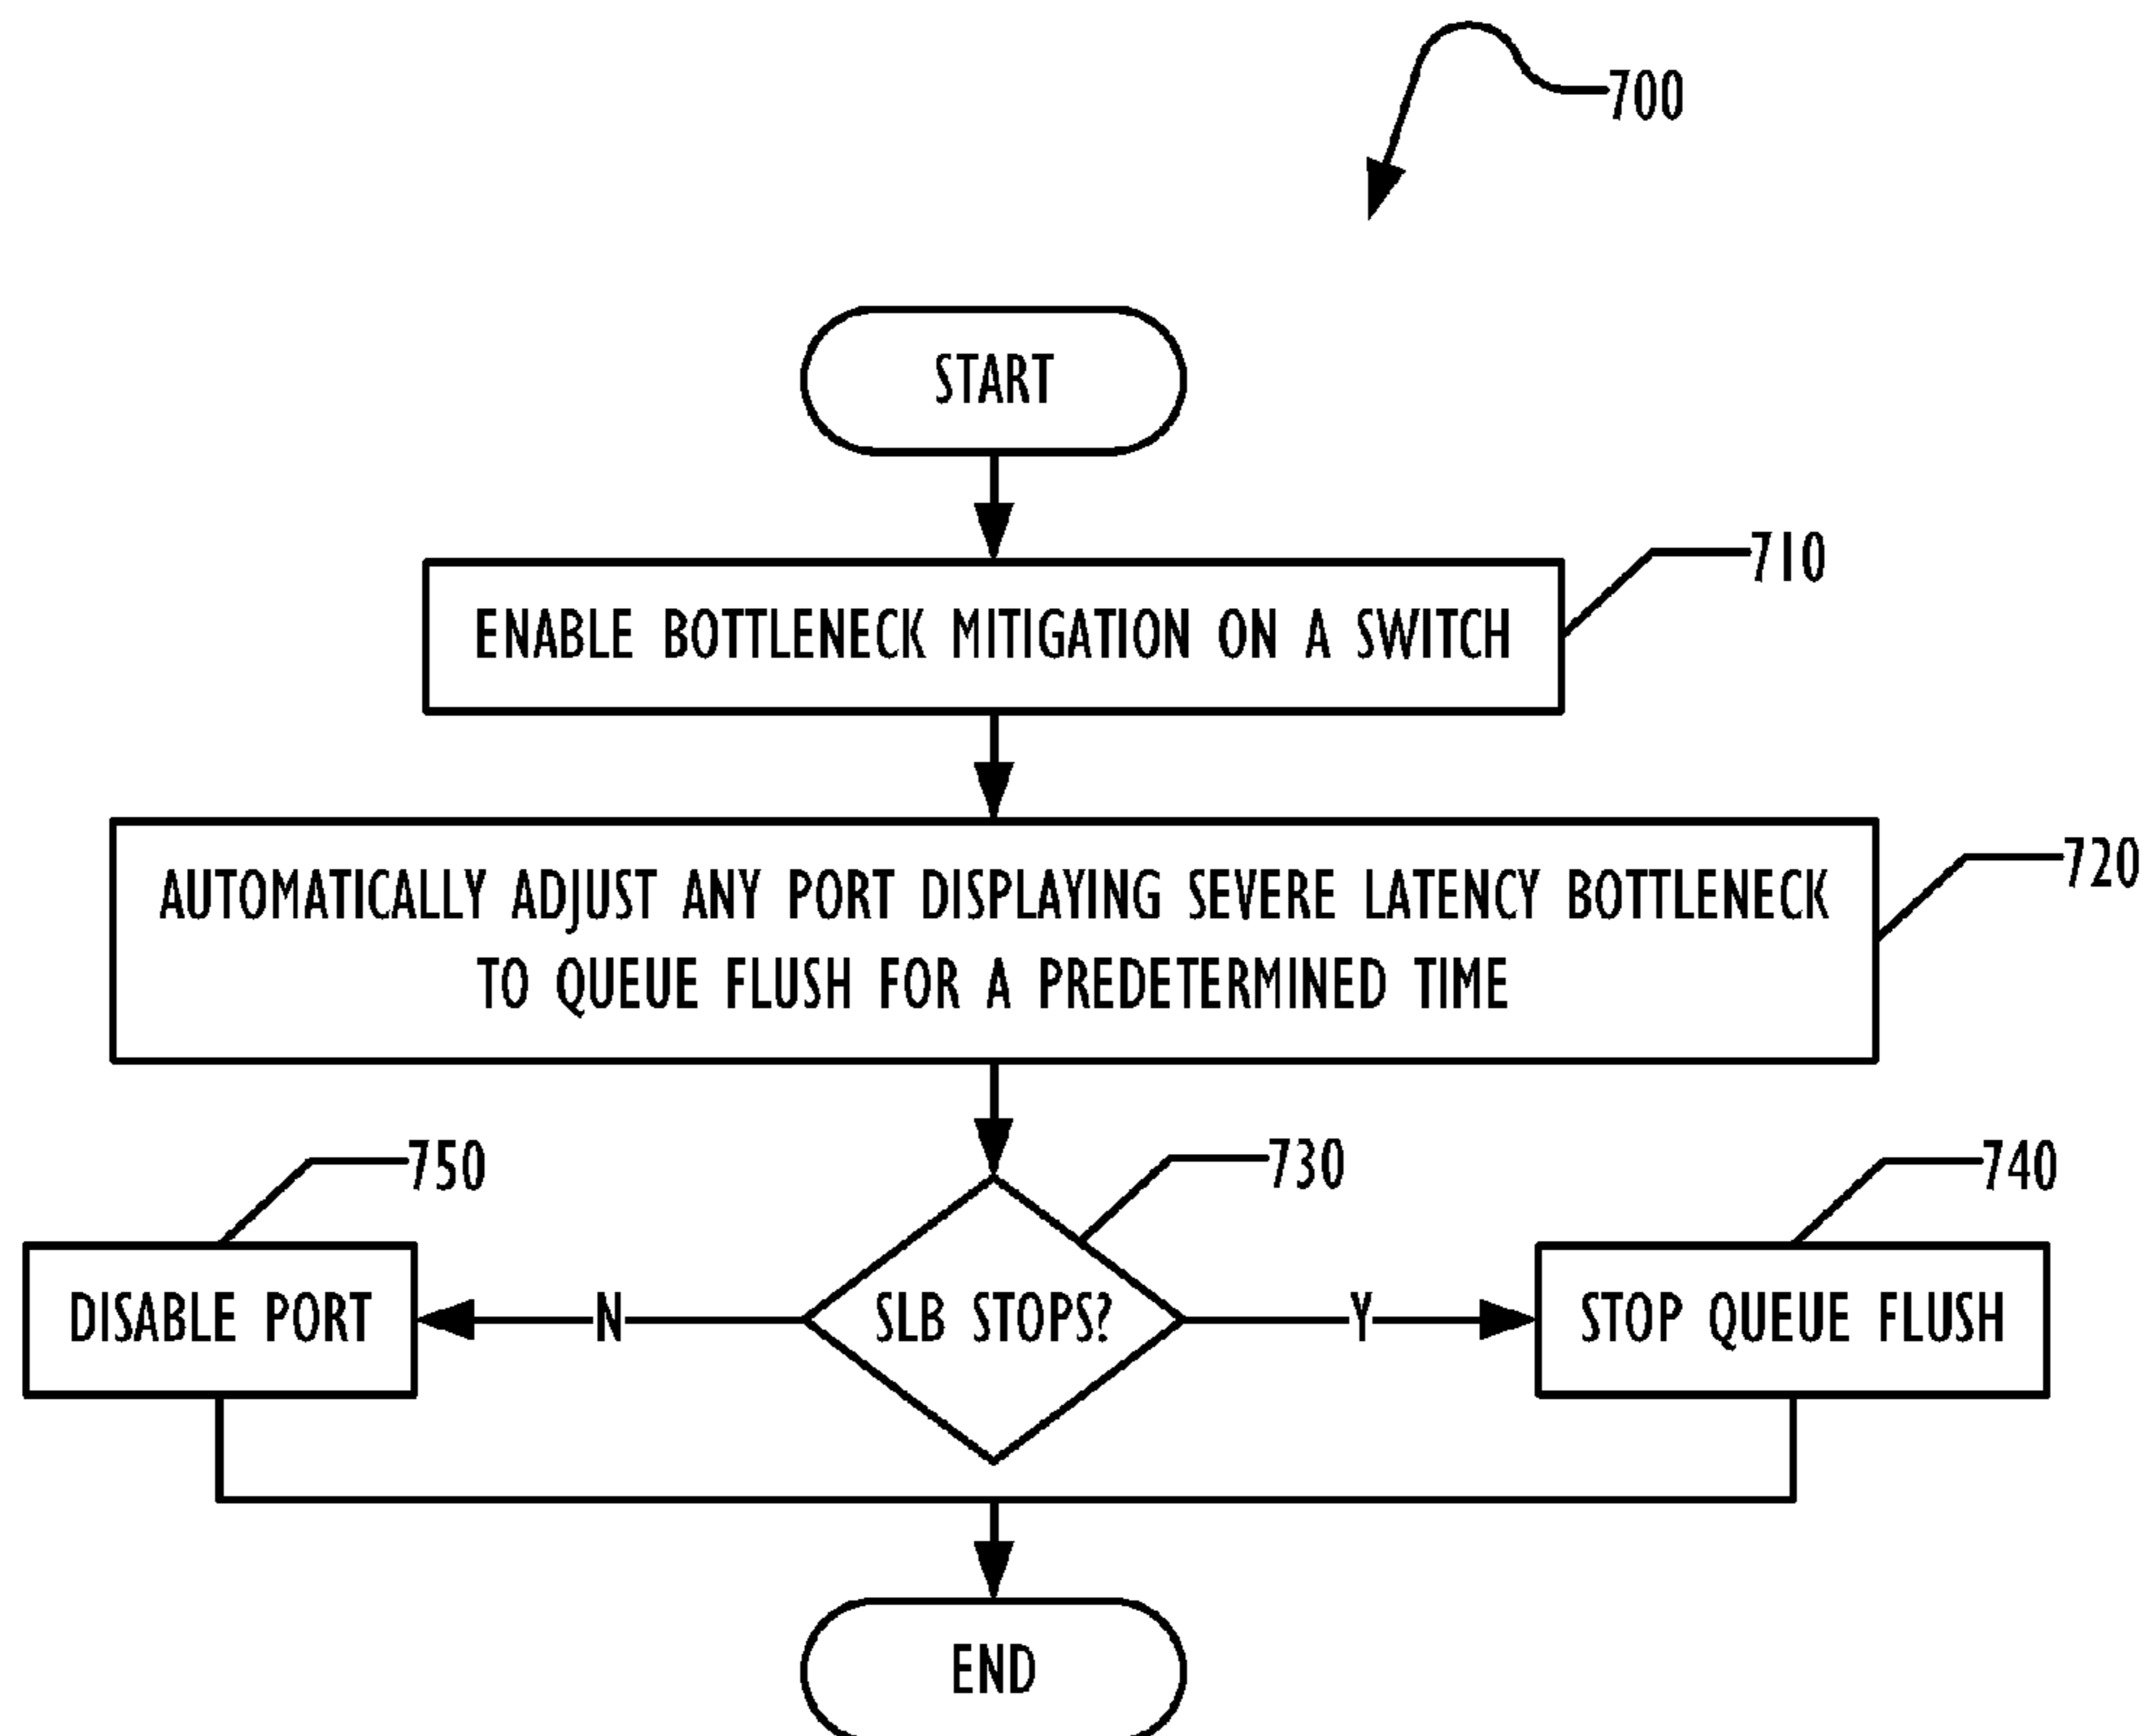 700
START
710
ENABLE BOTTLENECK MITIGATION ON A SWITCH
720
AUTOMATICALLY ADJUST ANY PORT DISPLAYING SEVERE LATENCY BOTTLENECK
TO QUEUE FLUSH FOR A PREDETERMINED TIME
750
730
740
DISABLE PORT
N
SLB STOPS?
Y
STOP QUEUE FLUSH
END